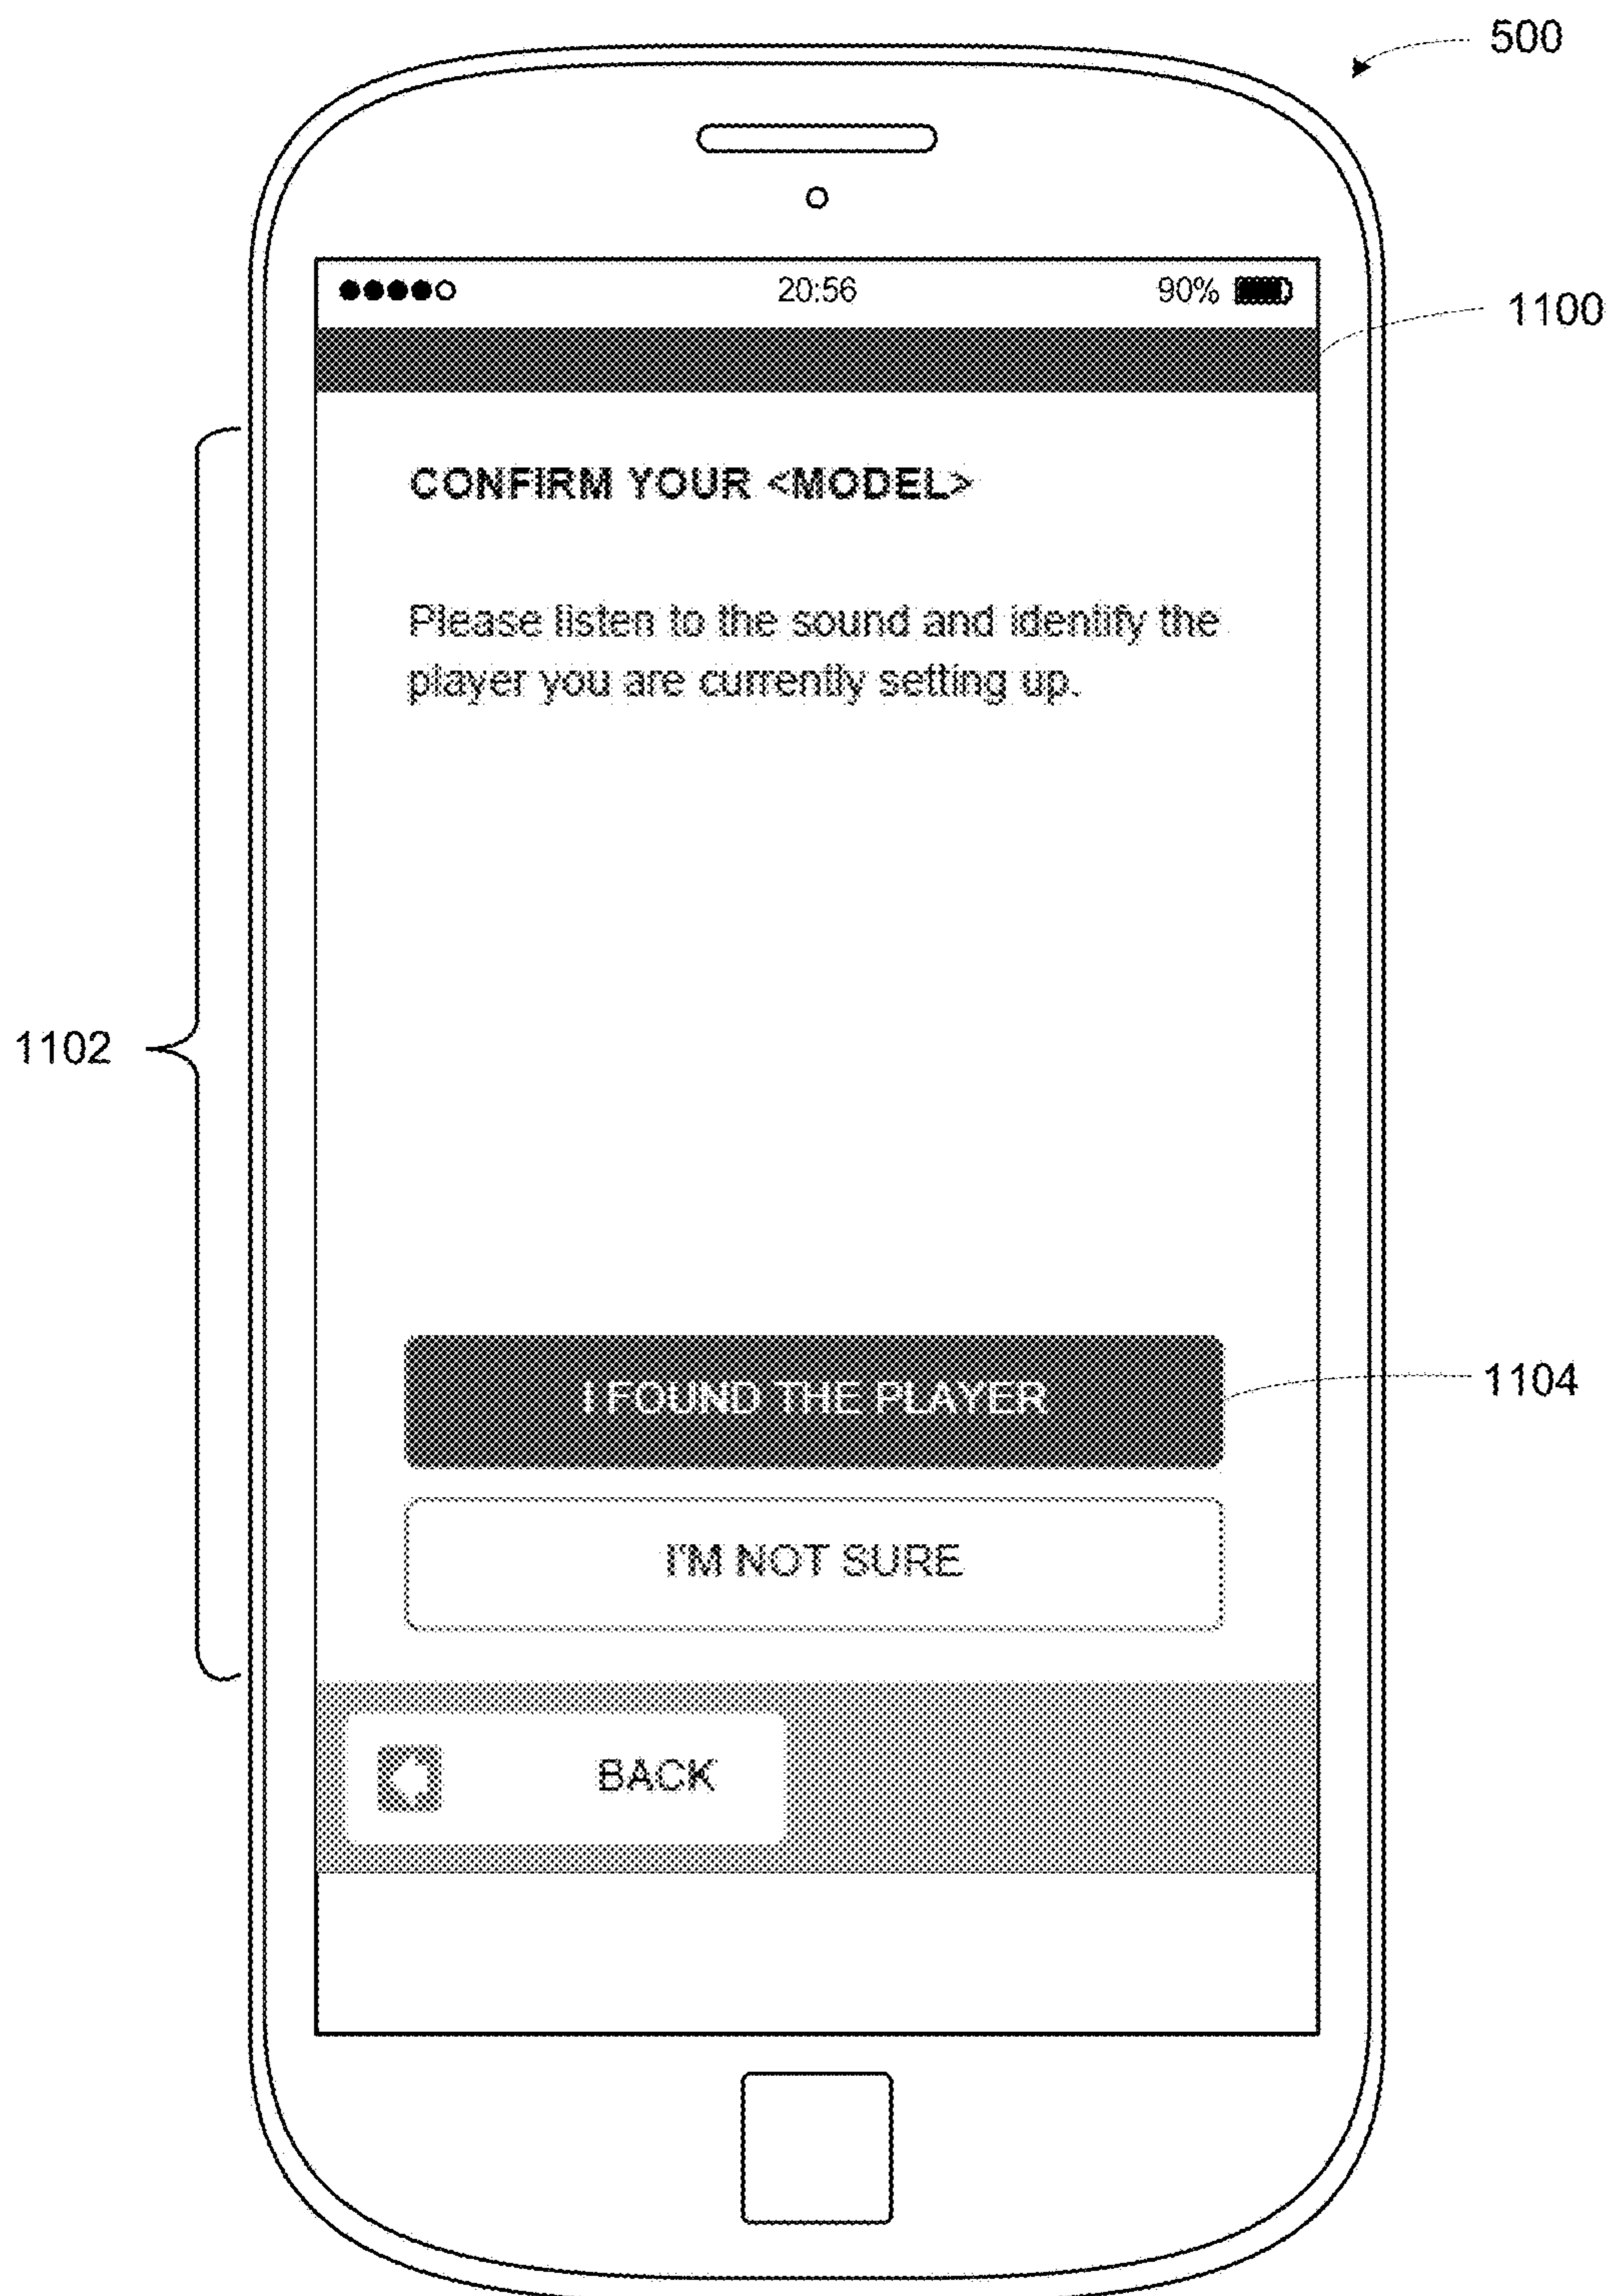 500
20:56 90%
1100
CONFIRM YOUR <MODEL>
Please listen to the sound and identify the
player you are currently setting up.
1102
I FOUND THE PLAYER
1104
I'M NOT SURE
BACK